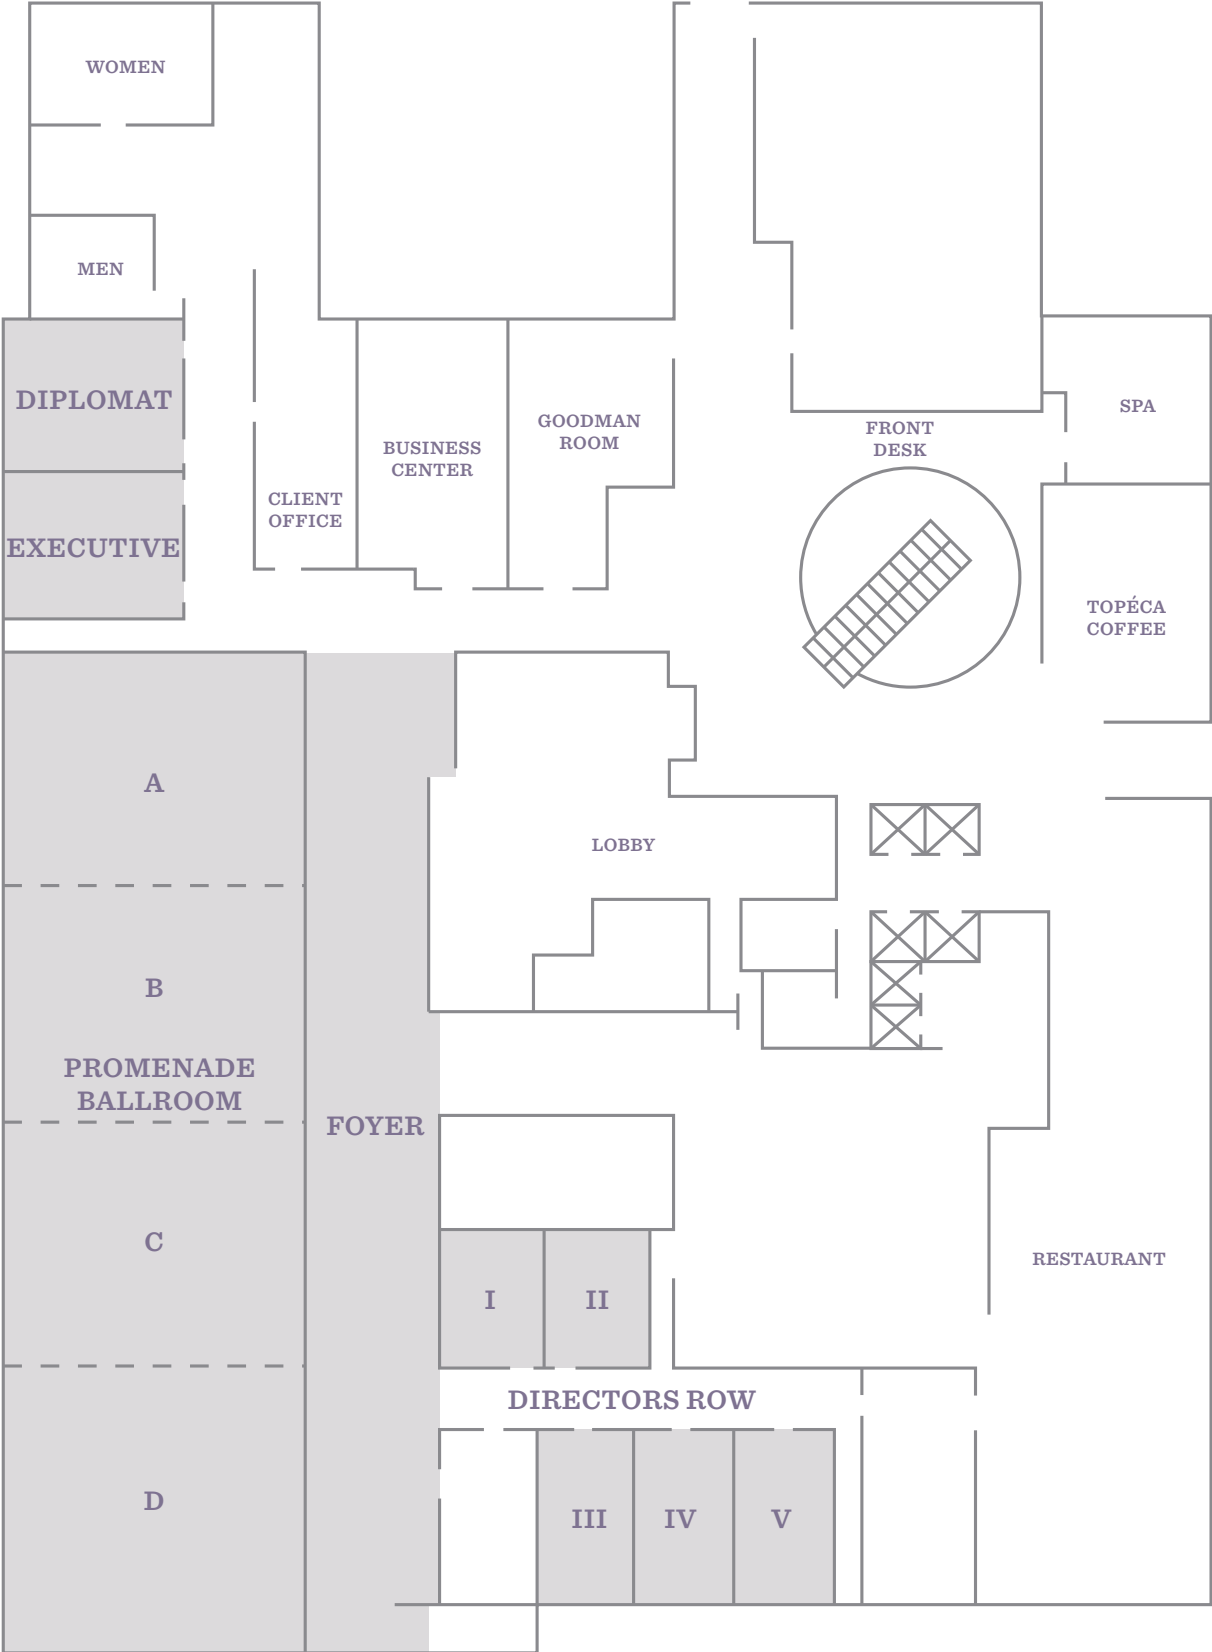 WOMEN
MEN
DIPLOMAT
EXECUTIVE
CLIENT
OFFICE
BUSINESS
CENTER
GOODMAN
ROOM
FRONT
DESK
SPA
TOPÉCA
COFFEE
A
LOBBY
B
PROMENADE
BALLROOM
FOYER
C
RESTAURANT
I
II
DIRECTORS ROW
D
III
IV
V